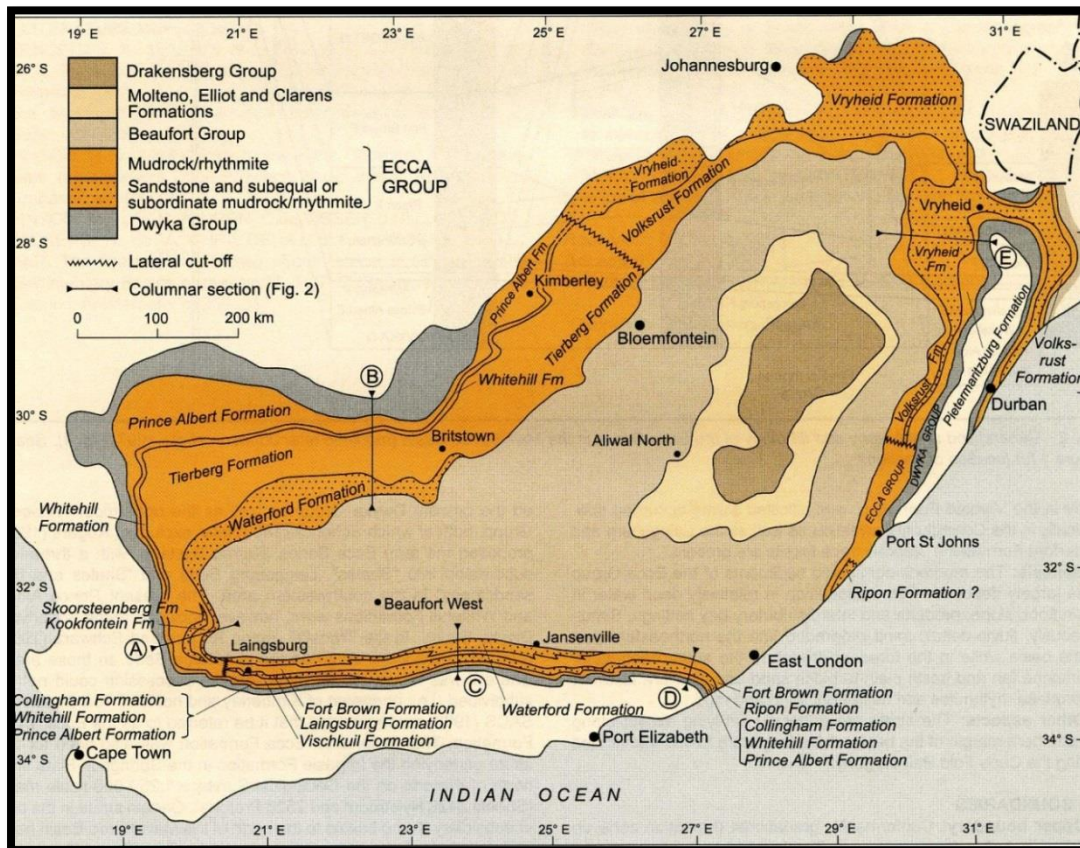 19° E
23° E
25° E
27° E
29° E
31° E
26° S
28° S
30° S
32° S
34° S
Drakensberg Group
Molteno, Elliot and Clarens
Formations
Beaufort Group
Mudrock/rhythmite
Sandstone and subequal or
subordinate mudrock/rhythmite
ECCA
GROUP
Dwyka Group
Lateral cut-off
Columnar section (Fig. 2)
0 100 200 km
Johannesburg
Vryheid Formation
SWAZILAND
Vryheid
Formation
Volksrust Formation
Vryheid
Vryheid
Fm
E
Prince Albert Fm
Kimberley
Tierberg Formation
Bloemfontein
Whitehill Fm
Pietermaritzburg Formation
Volks-
rust
Formation
Volksrust Fm
DWYKA GROUP
Durban
B
Prince Albert Formation
Britstown
Aliwal North
Tierberg Formation
Waterford Formation
ECCA GROUP
Port St Johns
Whitehill
Formation
32° S
Ripon Formation ?
Skoorsteenberg Fm
Kookfontein Fm
A
Beaufort West
Laingsburg
Jansenville
East London
C
D
Collingham Formation
Whitehill Formation
Prince Albert Formation
Fort Brown Formation
Laingsburg Formation
Vischkuil Formation
Waterford Formation
Fort Brown Formation
Ripon Formation
Collingham Formation
Whitehill Formation
Prince Albert Formation
Port Elizabeth
Cape Town
34° S
INDIAN OCEAN
19° E
21° E
23° E
25° E
27° E
29° E
31° E